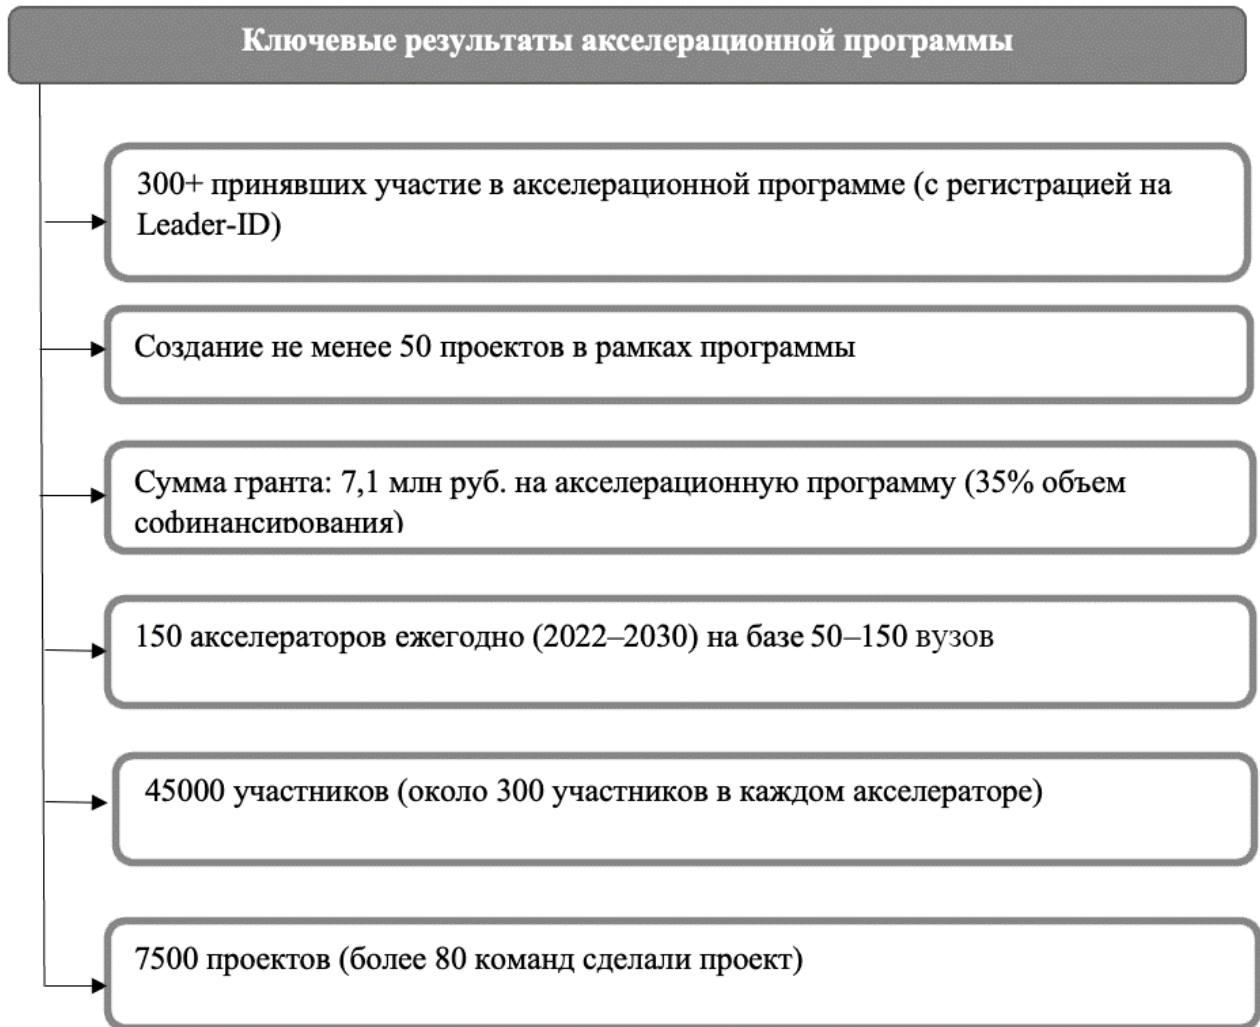 Ключевые результаты акселерационной программы
300+ принявших участие в акселерационной программе (с регистрацией на
Leader-ID)
Создание не менее 50 проектов в рамках программы
Сумма гранта: 7,1 млн руб. на акселерационную программу (35% объем
софинансирования)
150 акселераторов ежегодно (2022–2030) на базе 50–150 вузов
45000 участников (около 300 участников в каждом акселераторе)
7500 проектов (более 80 команд сделали проект)